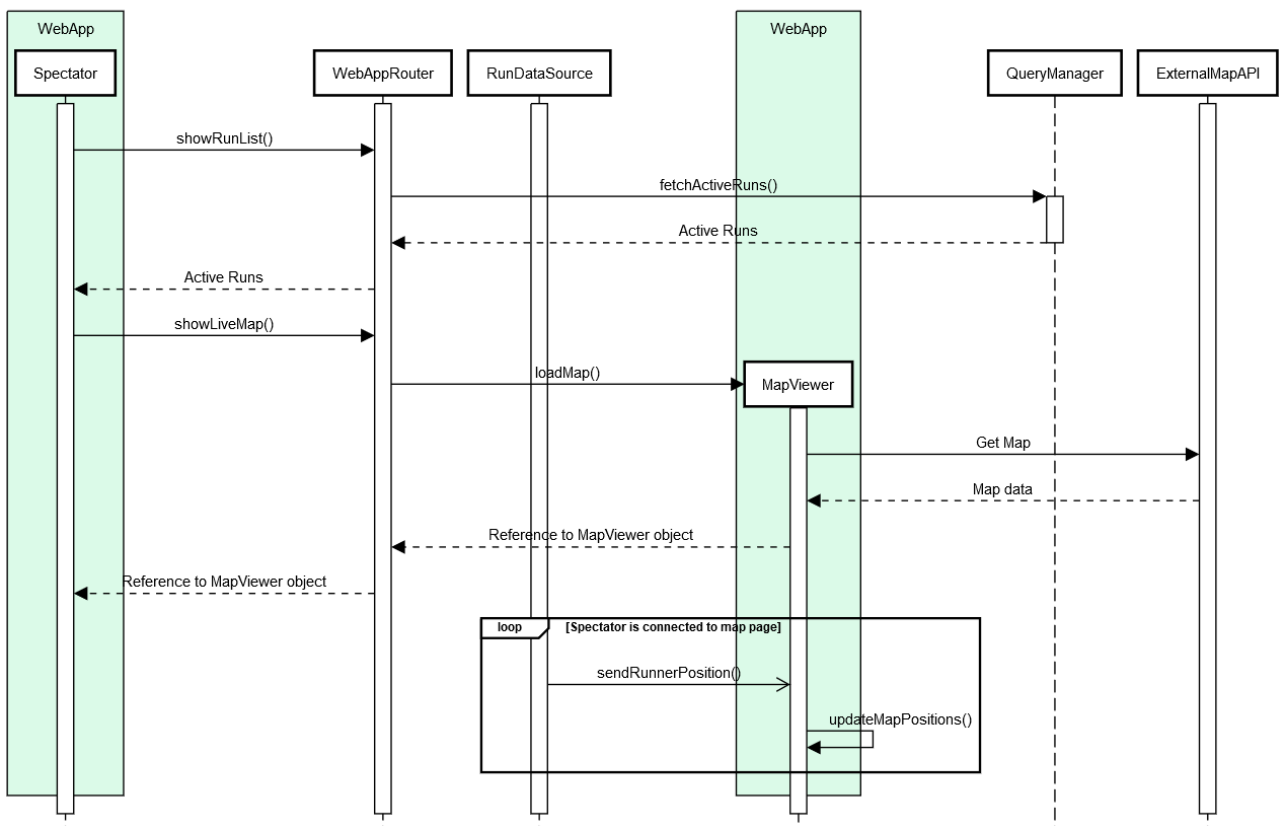 WebApp
WebApp
Spectator
WebAppRouter
RunDataSource
QueryManager
ExternalMapAPI
showRunList()
fetchActiveRuns()
Active Runs
Active Runs
showLiveMap()
loadMap()
MapViewer
Get Map
Map data
Reference to MapViewer object
Reference to MapViewer object
loop [Spectator is connected to map page]
sendRunnerPosition()
updateMapPositions()